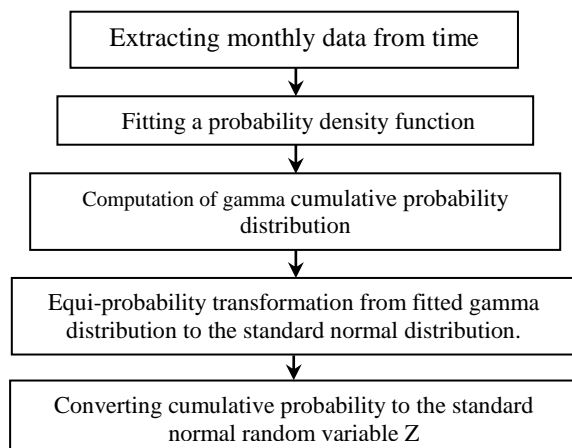 Extracting monthly data from time
Fitting a probability density function
Computation of gamma cumulative probability
distribution
Equi-probability transformation from fitted gamma
distribution to the standard normal distribution.
Converting cumulative probability to the standard
normal random variable Z